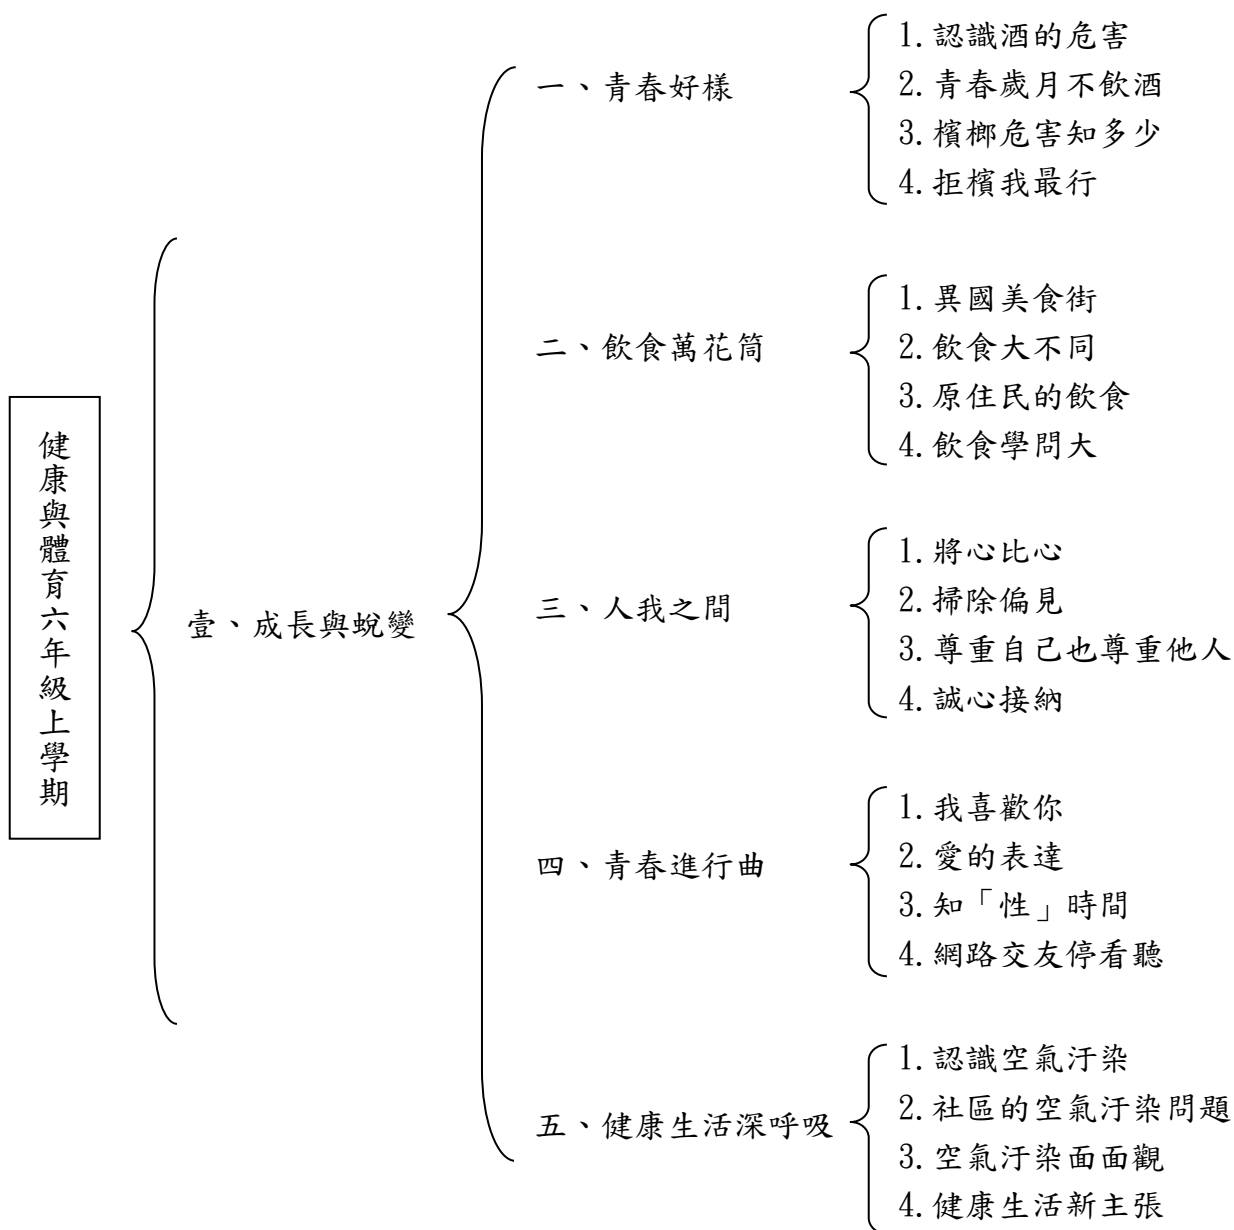 健康與體育六年級上學期
壹、成長與蛻變
一、青春好樣
1.認識酒的危害
2.青春歲月不飲酒
3.檳榔危害知多少
4.拒檳我最行
二、飲食萬花筒
1.異國美食街
2.飲食大不同
3.原住民的飲食
4.飲食學問大
三、人我之間
1.將心比心
2.掃除偏見
3.尊重自己也尊重他人
4.誠心接納
四、青春進行曲
1.我喜歡你
2.愛的表達
3.知「性」時間
4.網路交友停看聽
五、健康生活深呼吸
1.認識空氣汙染
2.社區的空氣汙染問題
3.空氣汙染面面觀
4.健康生活新主張